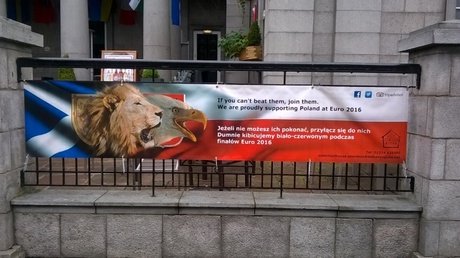 If you can't beat them, join them.
We are proudly supporting Poland at Euro 2016
Jeżeli nie możesz ich pokonać, przyłącz się do nich
Dumnie kibicujemy biało-czerwonym podczas
finałów Euro 2016